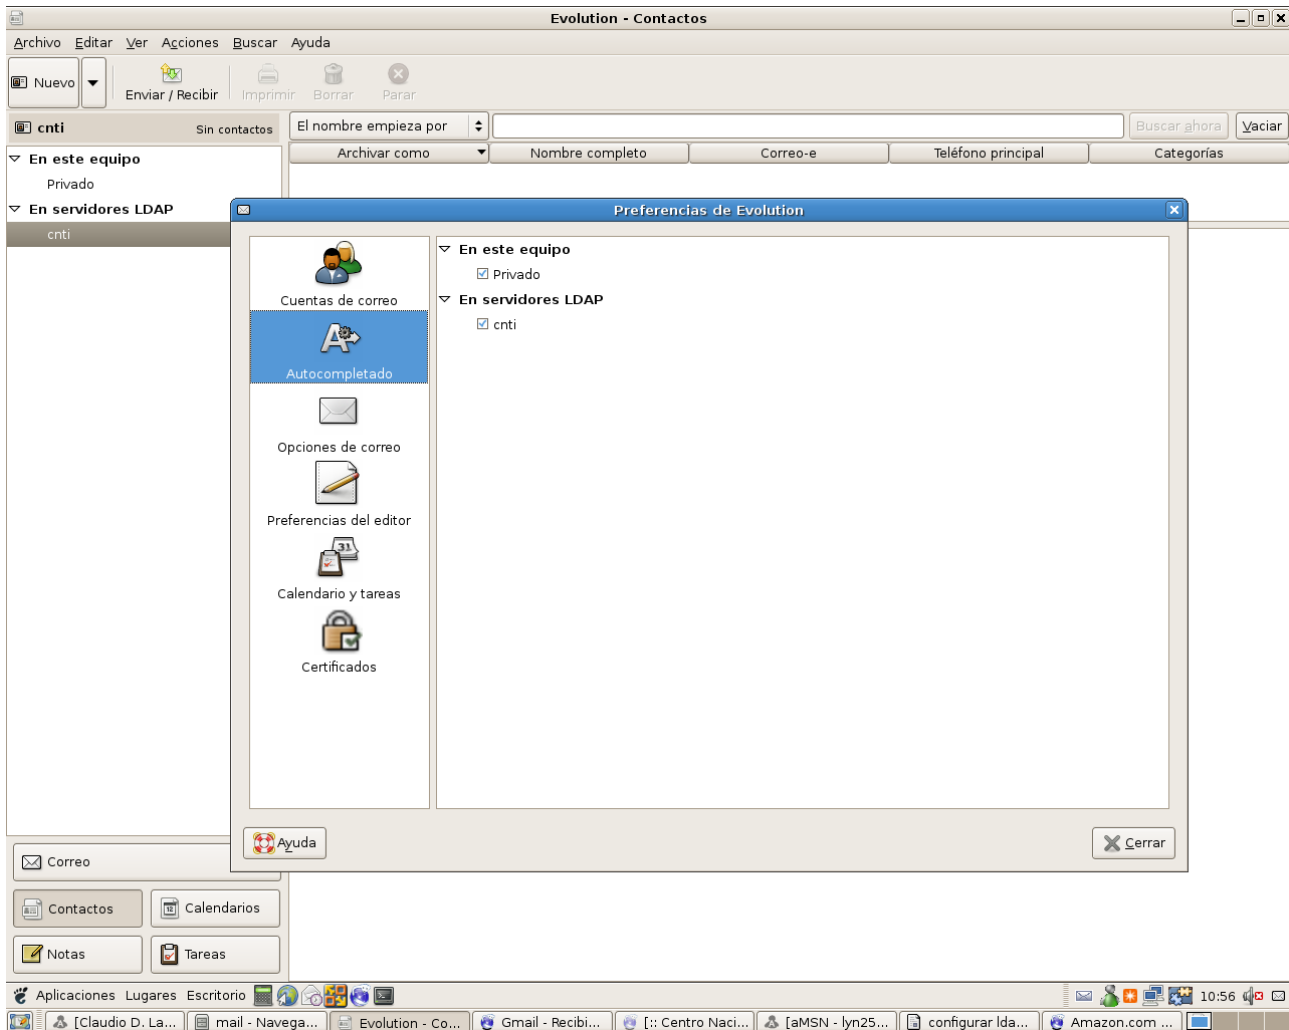 Evolution - Contactos
Archivo Editar Ver Acciones Buscar Ayuda
Nuevo Enviar / Recibir Imprimir Borrar Parar
cnti Sin contactos El nombre empieza por Buscar ahora Vaciar
Archivar como Nombre completo Correo-e Teléfono principal Categorías
En este equipo
Privado
En servidores LDAP
cnti
Preferencias de Evolution
Cuentas de correo
Autocompletado
Opciones de correo
Preferencias del editor
Calendario y tareas
31
Certificados
En este equipo
Privado
En servidores LDAP
cnti
Ayuda Cerrar
Correo
Contactos Calendarios
Notas Tareas
Aplicaciones Lugares Escritorio 10:56
[Claudio D. La... mail - Navega... Evolution - Co... Gmail - Recibi... [:: Centro Naci... [aMSN - lyn25... configurar lda... Amazon.com ...